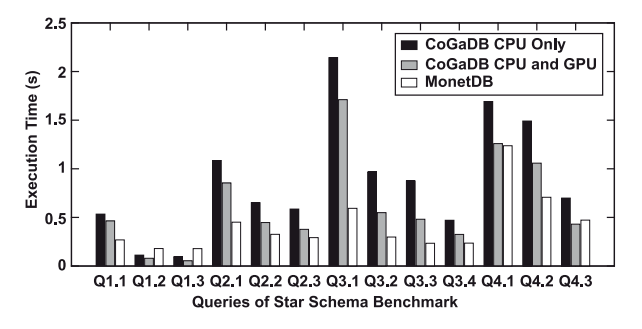 2.5
2
1.5
1
0.5
0
Execution Time (s)
CoGaDB CPU Only
CoGaDB CPU and GPU
MonetDB
Q1.1 Q1.2 Q1.3 Q2.1 Q2.2 Q2.3 Q3.1 Q3.2 Q3.3 Q3.4 Q4.1 Q4.2 Q4.3
Queries of Star Schema Benchmark